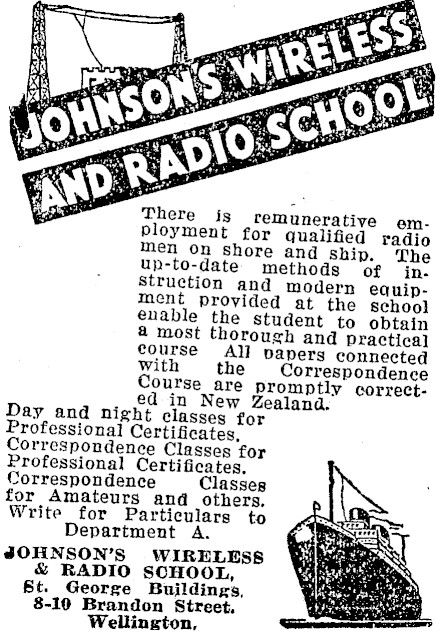 JOHNSON'S WIRELESS
AND RADIO SCHOOL
There is remunerative em-
ployment for qualified radio
men on shore and ship. The
up-to-date methods of in-
struction and modern equip-
ment provided at the school
enable the student to obtain
a most thorough and practical
course All papers connected
with the Correspondence
Course are promptly correct-
ed in New Zealand.
Day and night classes for
Professional Certificates.
Correspondence Classes for
Professional Certificates.
Correspondence Classes
for Amateurs and others.
Write for Particulars to
Department A.
JOHNSON'S WIRELESS
& RADIO SCHOOL,
St. George Buildings,
8-10 Brandon Street.
Wellington,